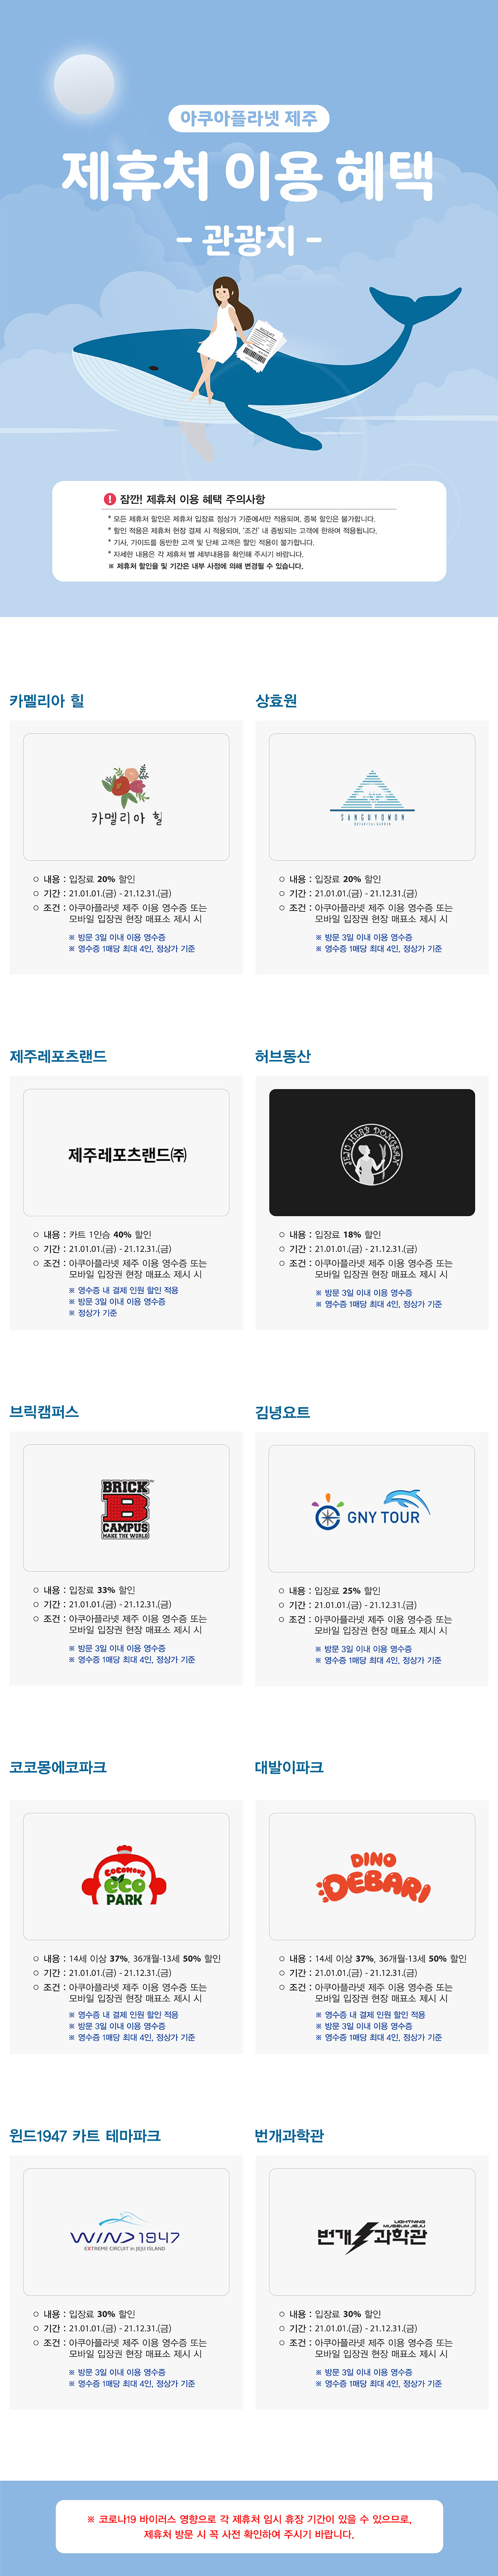 아쿠아플라넷 제주
제휴처 이용 혜택
- 관광지 -
! 잠깐! 제휴처 이용 혜택 주의사항
* 모든 제휴처 할인은 제휴처 입장료 정상가 기준에서만 적용되며, 중복 할인은 불가합니다.
* 할인 적용은 제휴처 현장 결제 시 적용되며, '조건' 내 증빙되는 고객에 한하여 적용됩니다.
* 기사, 가이드를 동반한 고객 및 단체 고객은 할인 적용이 불가합니다.
* 자세한 내용은 각 제휴처 별 세부내용을 확인해 주시기 바랍니다.
※ 제휴처 할인율 및 기간은 내부 사정에 의해 변경될 수 있습니다.
카멜리아 힐
카멜리아 힐
○ 내용 : 입장료 20% 할인
○ 기간 : 21.01.01.(금) - 21.12.31.(금)
○ 조건 : 아쿠아플라넷 제주 이용 영수증 또는
모바일 입장권 현장 매표소 제시 시
※ 방문 3일 이내 이용 영수증
※ 영수증 1매당 최대 4인, 정상가 기준
상효원
SANGHYOWON
BOTANICAL GARDEN
○ 내용 : 입장료 20% 할인
○ 기간 : 21.01.01.(금) - 21.12.31.(금)
○ 조건 : 아쿠아플라넷 제주 이용 영수증 또는
모바일 입장권 현장 매표소 제시 시
※ 방문 3일 이내 이용 영수증
※ 영수증 1매당 최대 4인, 정상가 기준
제주레포츠랜드
제주레포츠랜드㈜
○ 내용 : 카트 1인승 40% 할인
○ 기간 : 21.01.01.(금) - 21.12.31.(금)
○ 조건 : 아쿠아플라넷 제주 이용 영수증 또는
모바일 입장권 현장 매표소 제시 시
※ 영수증 내 결제 인원 할인 적용
※ 방문 3일 이내 이용 영수증
※ 정상가 기준
허브동산
JEJU HERB DONGSAN
○ 내용 : 입장료 18% 할인
○ 기간 : 21.01.01.(금) - 21.12.31.(금)
○ 조건 : 아쿠아플라넷 제주 이용 영수증 또는
모바일 입장권 현장 매표소 제시 시
※ 방문 3일 이내 이용 영수증
※ 영수증 1매당 최대 4인, 정상가 기준
브릭캠퍼스
BRICK
B
CAMPUS
MAKE THE WORLD
○ 내용 : 입장료 33% 할인
○ 기간 : 21.01.01.(금) - 21.12.31.(금)
○ 조건 : 아쿠아플라넷 제주 이용 영수증 또는
모바일 입장권 현장 매표소 제시 시
※ 방문 3일 이내 이용 영수증
※ 영수증 1매당 최대 4인, 정상가 기준
김녕요트
GNY TOUR
○ 내용 : 입장료 25% 할인
○ 기간 : 21.01.01.(금) - 21.12.31.(금)
○ 조건 : 아쿠아플라넷 제주 이용 영수증 또는
모바일 입장권 현장 매표소 제시 시
※ 방문 3일 이내 이용 영수증
※ 영수증 1매당 최대 4인, 정상가 기준
코코몽에코파크
COCOMONG
eco
PARK
○ 내용 : 14세 이상 37%, 36개월-13세 50% 할인
○ 기간 : 21.01.01.(금) - 21.12.31.(금)
○ 조건 : 아쿠아플라넷 제주 이용 영수증 또는
모바일 입장권 현장 매표소 제시 시
※ 영수증 내 결제 인원 할인 적용
※ 방문 3일 이내 이용 영수증
※ 영수증 1매당 최대 4인, 정상가 기준
대발이파크
DINO
DEBARI
○ 내용 : 14세 이상 37%, 36개월-13세 50% 할인
○ 기간 : 21.01.01.(금) - 21.12.31.(금)
○ 조건 : 아쿠아플라넷 제주 이용 영수증 또는
모바일 입장권 현장 매표소 제시 시
※ 영수증 내 결제 인원 할인 적용
※ 방문 3일 이내 이용 영수증
※ 영수증 1매당 최대 4인, 정상가 기준
윈드1947 카트 테마파크
WIND 1947
EXTREME CIRCUIT in JEJU ISLAND
○ 내용 : 입장료 30% 할인
○ 기간 : 21.01.01.(금) - 21.12.31.(금)
○ 조건 : 아쿠아플라넷 제주 이용 영수증 또는
모바일 입장권 현장 매표소 제시 시
※ 방문 3일 이내 이용 영수증
※ 영수증 1매당 최대 4인, 정상가 기준
번개과학관
LIGHTNING
MUSEUM JEJU
번개과학관
○ 내용 : 입장료 30% 할인
○ 기간 : 21.01.01.(금) - 21.12.31.(금)
○ 조건 : 아쿠아플라넷 제주 이용 영수증 또는
모바일 입장권 현장 매표소 제시 시
※ 방문 3일 이내 이용 영수증
※ 영수증 1매당 최대 4인, 정상가 기준
※ 코로나19 바이러스 영향으로 각 제휴처 임시 휴장 기간이 있을 수 있으므로,
제휴처 방문 시 꼭 사전 확인하여 주시기 바랍니다.